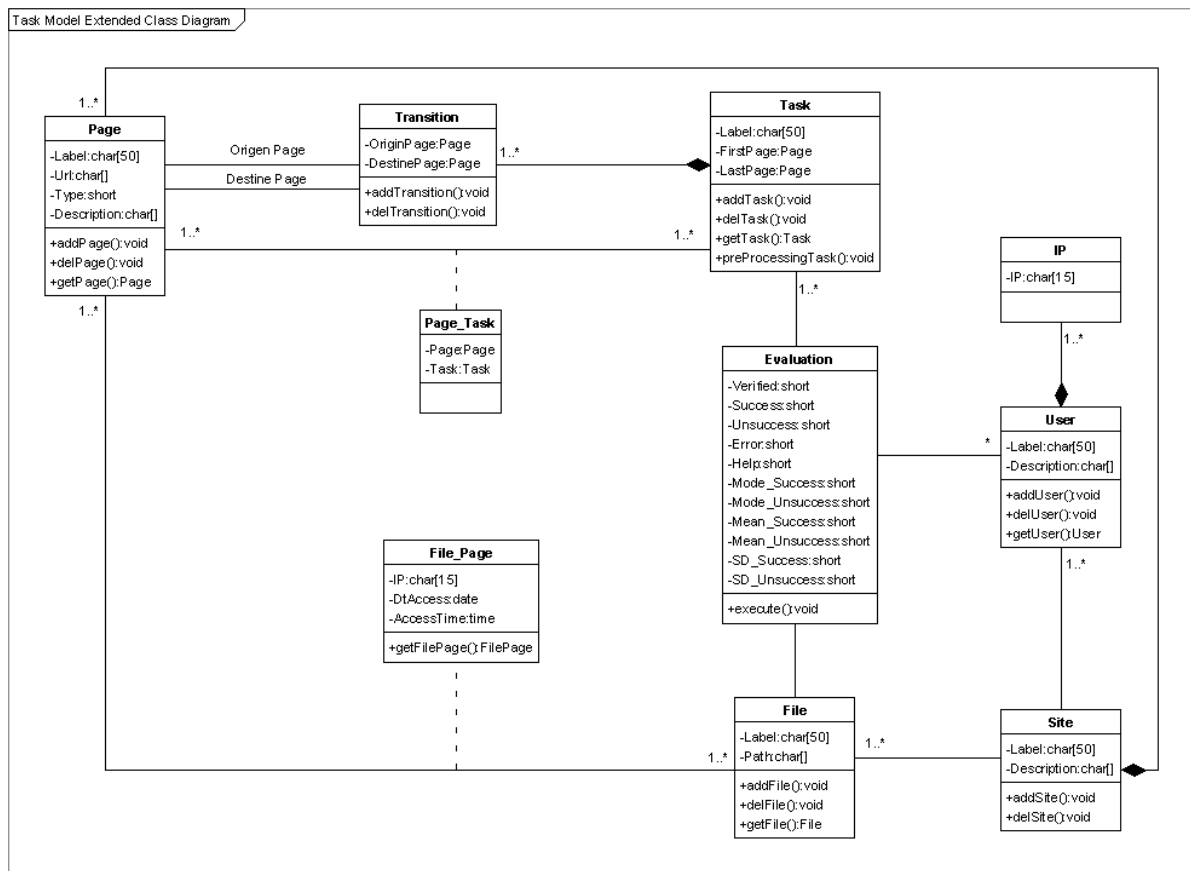 Task Model Extended Class Diagram
1..*
Page
-Label:char[50]
-Url:char[]
-Type:short
-Description:char[]
+addPage():void
+delPage():void
+getPage():Page
1..*
Origen Page
Destine Page
Transition
-OriginPage:Page
-DestinePage:Page
+addTransition():void
+delTransition():void
1..*
Task
-Label:char[50]
-FirstPage:Page
-LastPage:Page
+addTask():void
+delTask():void
+getTask():Task
+preProcessingTask():void
1..*
1..*
1..*
Page_Task
-Page:Page
-Task:Task
IP
-IP:char[15]
1..*
Evaluation
-Verified:short
-Success:short
-Unsuccess:short
-Error:short
-Help:short
-Mode_Success:short
-Mode_Unsuccess:short
-Mean_Success:short
-Mean_Unsuccess:short
-SD_Success:short
-SD_Unsuccess:short
+execute():void
*
User
-Label:char[50]
-Description:char[]
+addUser():void
+delUser():void
+getUser():User
1..*
File_Page
-IP:char[15]
-DtAccess:date
-AccessTime:time
+getFilePage():FilePage
1..*
File
-Label:char[50]
-Path:char[]
+addFile():void
+delFile():void
+getFile():File
1..*
Site
-Label:char[50]
-Description:char[]
+addSite():void
+delSite():void